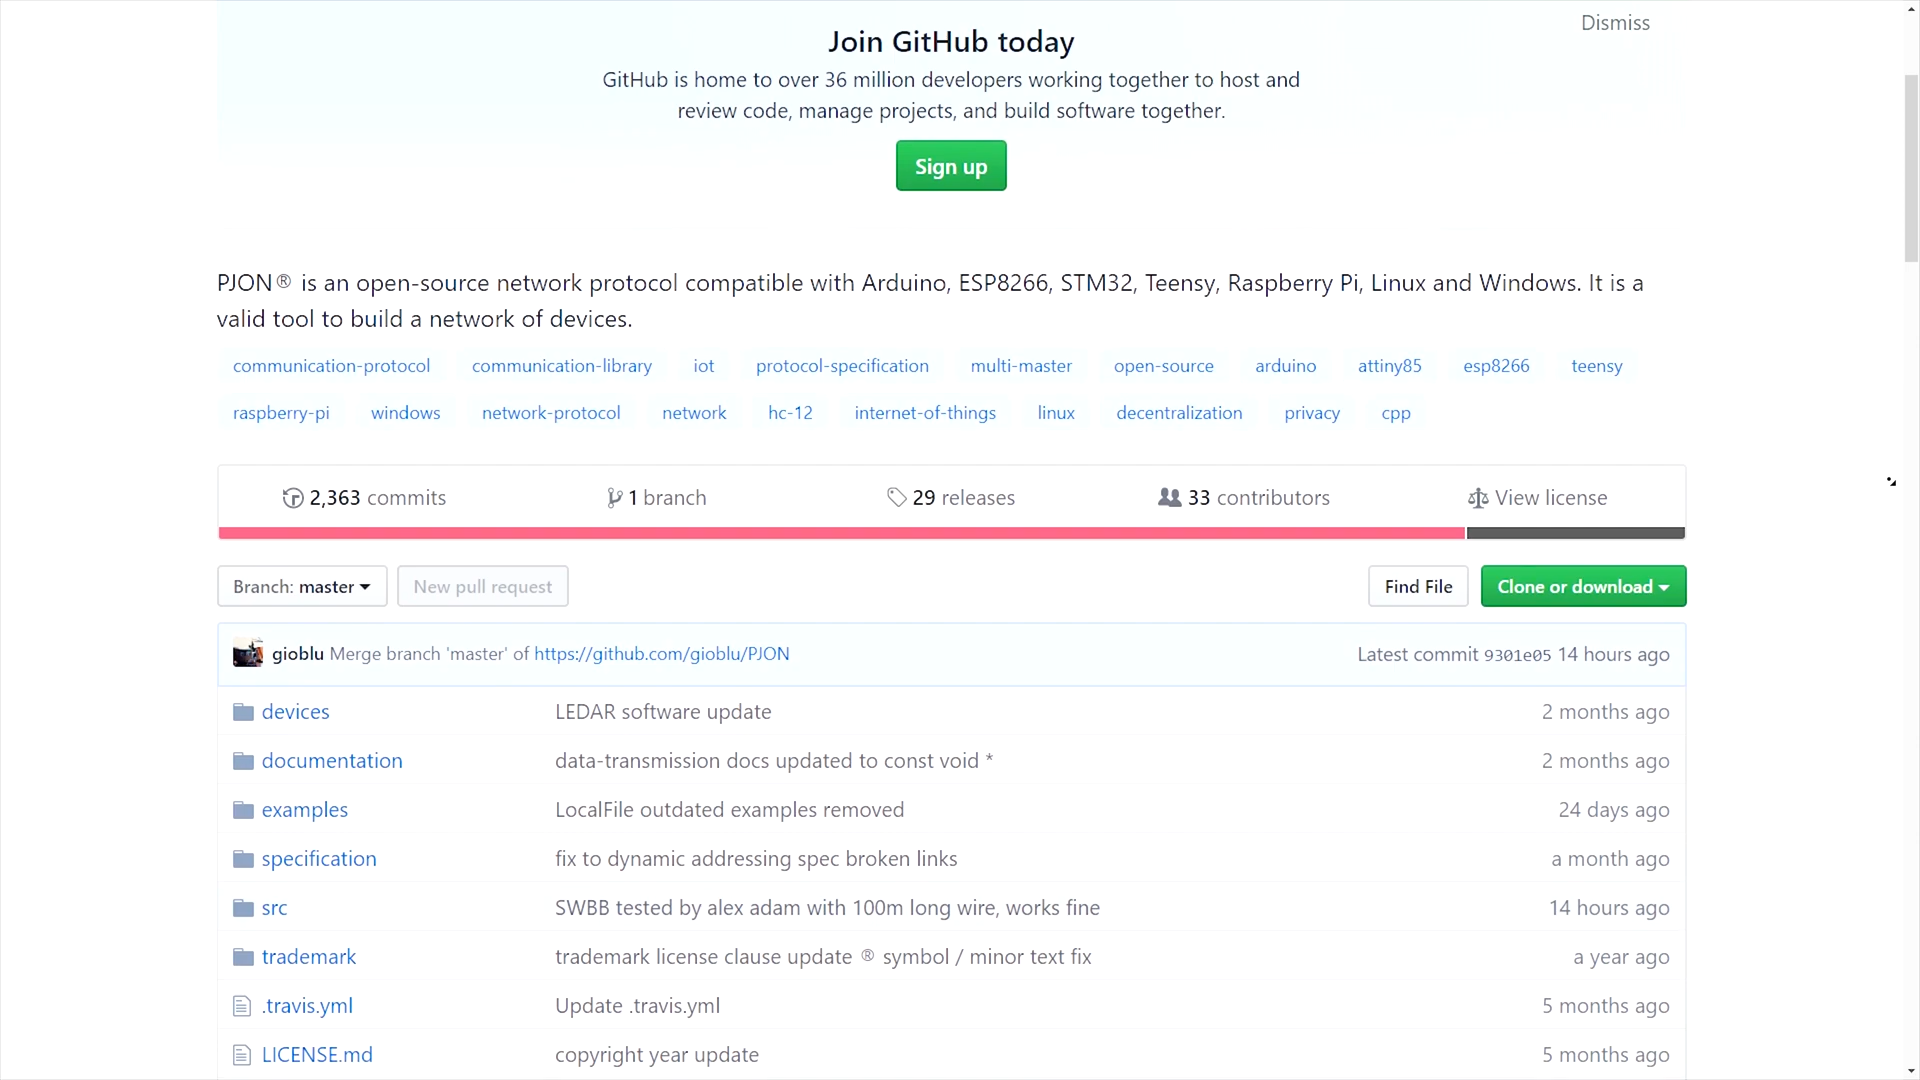 Dismiss
Join GitHub today
GitHub is home to over 36 million developers working together to host and
review code, manage projects, and build software together.
Sign up
PJON® is an open-source network protocol compatible with Arduino, ESP8266, STM32, Teensy, Raspberry Pi, Linux and Windows. It is a
valid tool to build a network of devices.
communication-protocol communication-library iot protocol-specification multi-master open-source arduino attiny85 esp8266 teensy
raspberry-pi windows network-protocol network hc-12 internet-of-things linux decentralization privacy cpp
2,363 commits 1 branch 29 releases 33 contributors View license
Branch: master New pull request Find File Clone or download
gioblu Merge branch 'master' of https://github.com/gioblu/PJON Latest commit 9301e05 14 hours ago
devices LEDAR software update 2 months ago
documentation data-transmission docs updated to const void * 2 months ago
examples LocalFile outdated examples removed 24 days ago
specification fix to dynamic addressing spec broken links a month ago
src SWBB tested by alex adam with 100m long wire, works fine 14 hours ago
trademark trademark license clause update ® symbol / minor text fix a year ago
.travis.yml Update .travis.yml 5 months ago
LICENSE.md copyright year update 5 months ago